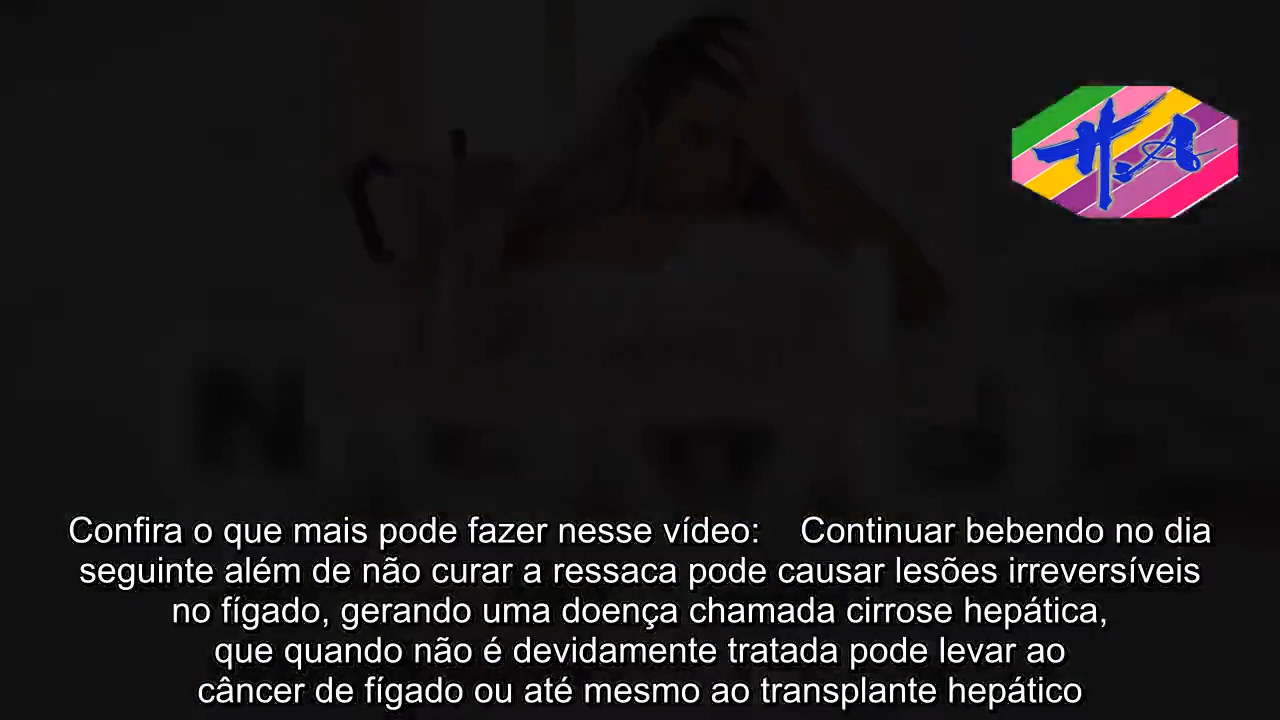 H.A
Confira o que mais pode fazer nesse vídeo: Continuar bebendo no dia
seguinte além de não curar a ressaca pode causar lesões irreversíveis
no fígado, gerando uma doença chamada cirrose hepática,
que quando não é devidamente tratada pode levar ao
câncer de fígado ou até mesmo ao transplante hepático